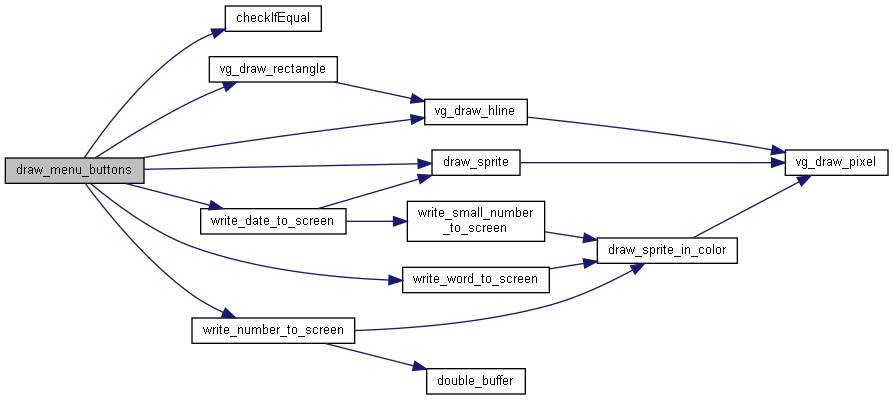 checkIfEqual
vg_draw_rectangle
vg_draw_hline
draw_menu_buttons
draw_sprite
vg_draw_pixel
write_date_to_screen
write_small_number
_to_screen
draw_sprite_in_color
write_word_to_screen
write_number_to_screen
double_buffer